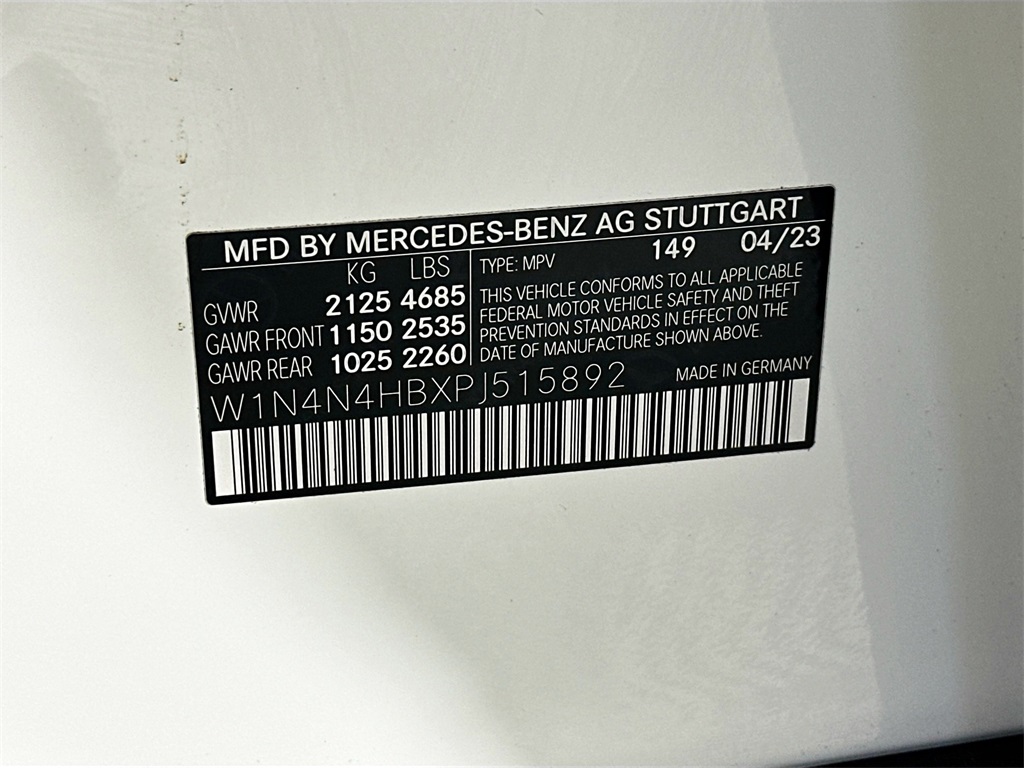 MFD BY MERCEDES-BENZ AG STUTTGART
KG LBS
GVWR 2125 4685
GAWR FRONT 1150 2535
GAWR REAR 1025 2260
TYPE: MPV 149 04/23
THIS VEHICLE CONFORMS TO ALL APPLICABLE
FEDERAL MOTOR VEHICLE SAFETY AND THEFT
PREVENTION STANDARDS IN EFFECT ON THE
DATE OF MANUFACTURE SHOWN ABOVE.
W1N4N4HBXPJ515892
MADE IN GERMANY